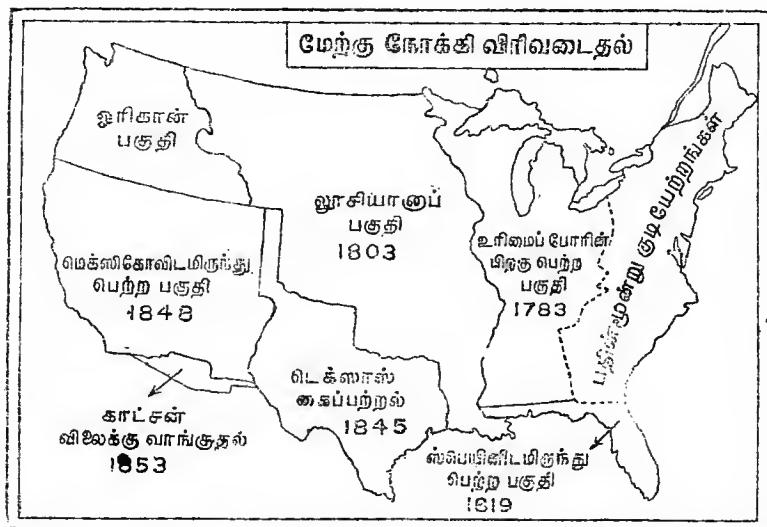 மேற்கு நோக்கி விரிவடைதல்
ஓரிகான்
பகுதி
லூசியானுப்
பகுதி
1803
உரிமைப் போரின்
பிறகு பெற்ற
பகுதி
1783
பதின்மூன்று குடியேற்றங்கள்
மெக்ஸிகோவிடமிருந்து
பெற்ற பகுதி
1848
டெக்ஸாஸ்
கைப்பற்றல்
1845
காட்சன்
விலைக்கு வாங்குதல்
1853
ஸ்பெயினிடமிருந்து
பெற்ற பகுதி
1819